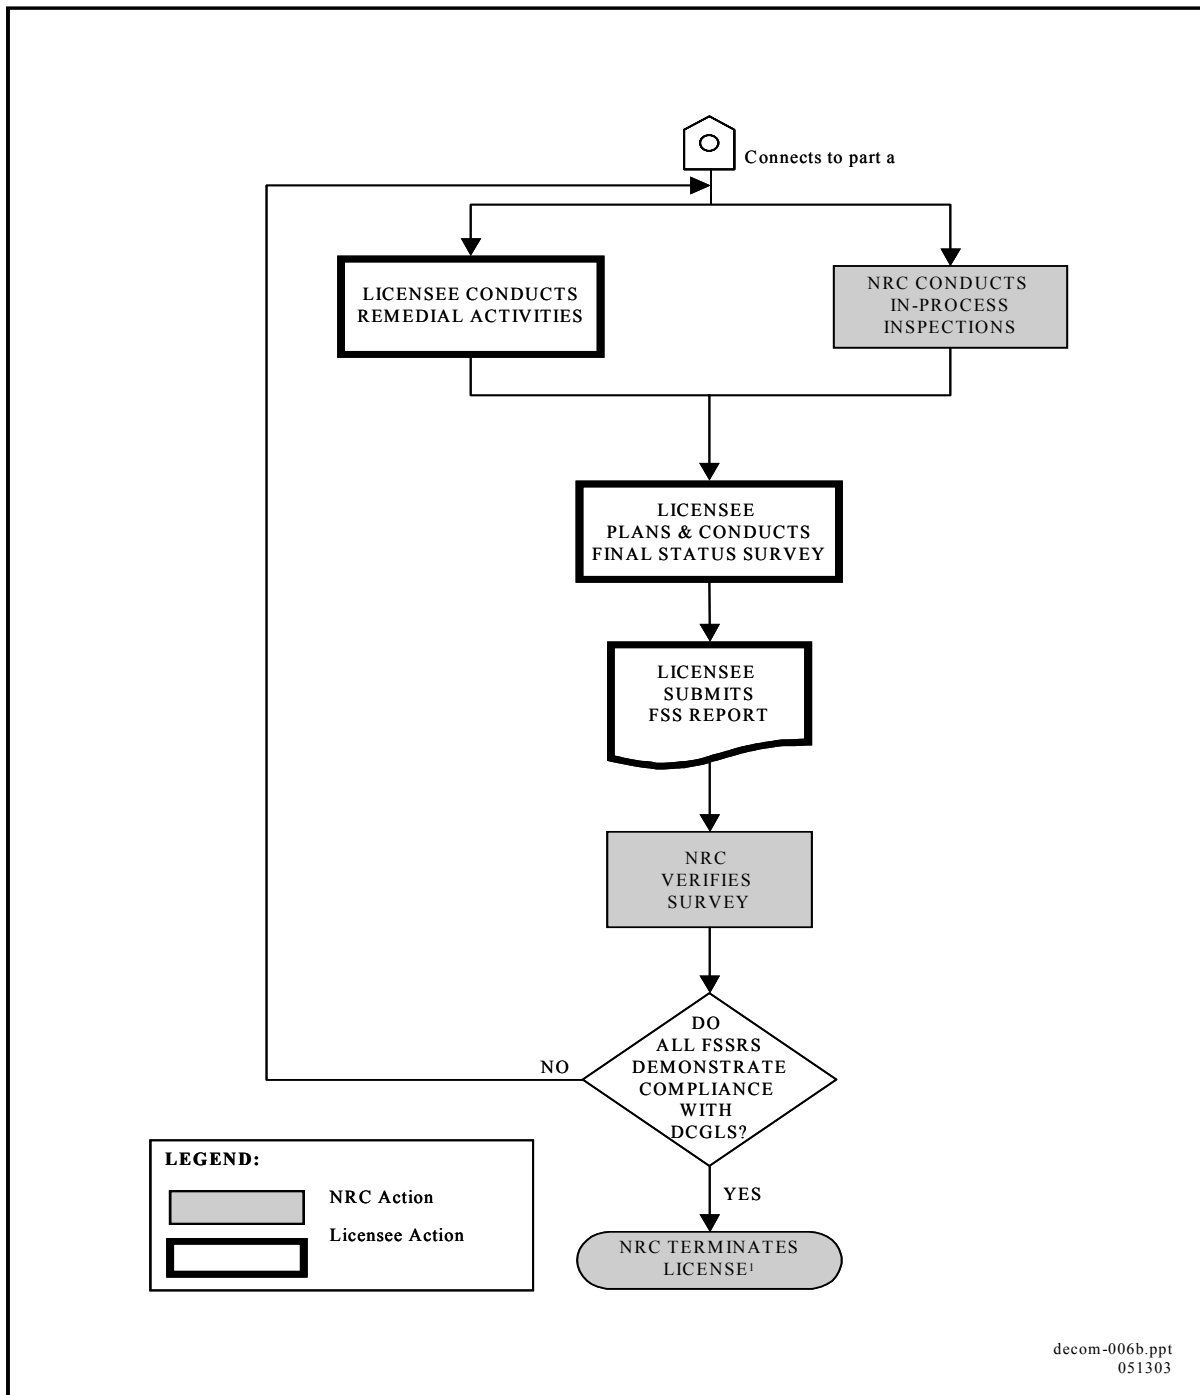 Connects to part a
LICENSEE CONDUCTS
REMEDIAL ACTIVITIES
NRC CONDUCTS
IN-PROCESS
INSPECTIONS
LICENSEE
PLANS & CONDUCTS
FINAL STATUS SURVEY
LICENSEE
SUBMITS
FSS REPORT
NRC
VERIFIES
SURVEY
DO
ALL FSSRS
DEMONSTRATE
COMPLIANCE
WITH
DCGLS?
NO
YES
NRC TERMINATES
LICENSE¹
LEGEND:
NRC Action
Licensee Action
decom-006b.ppt
051303